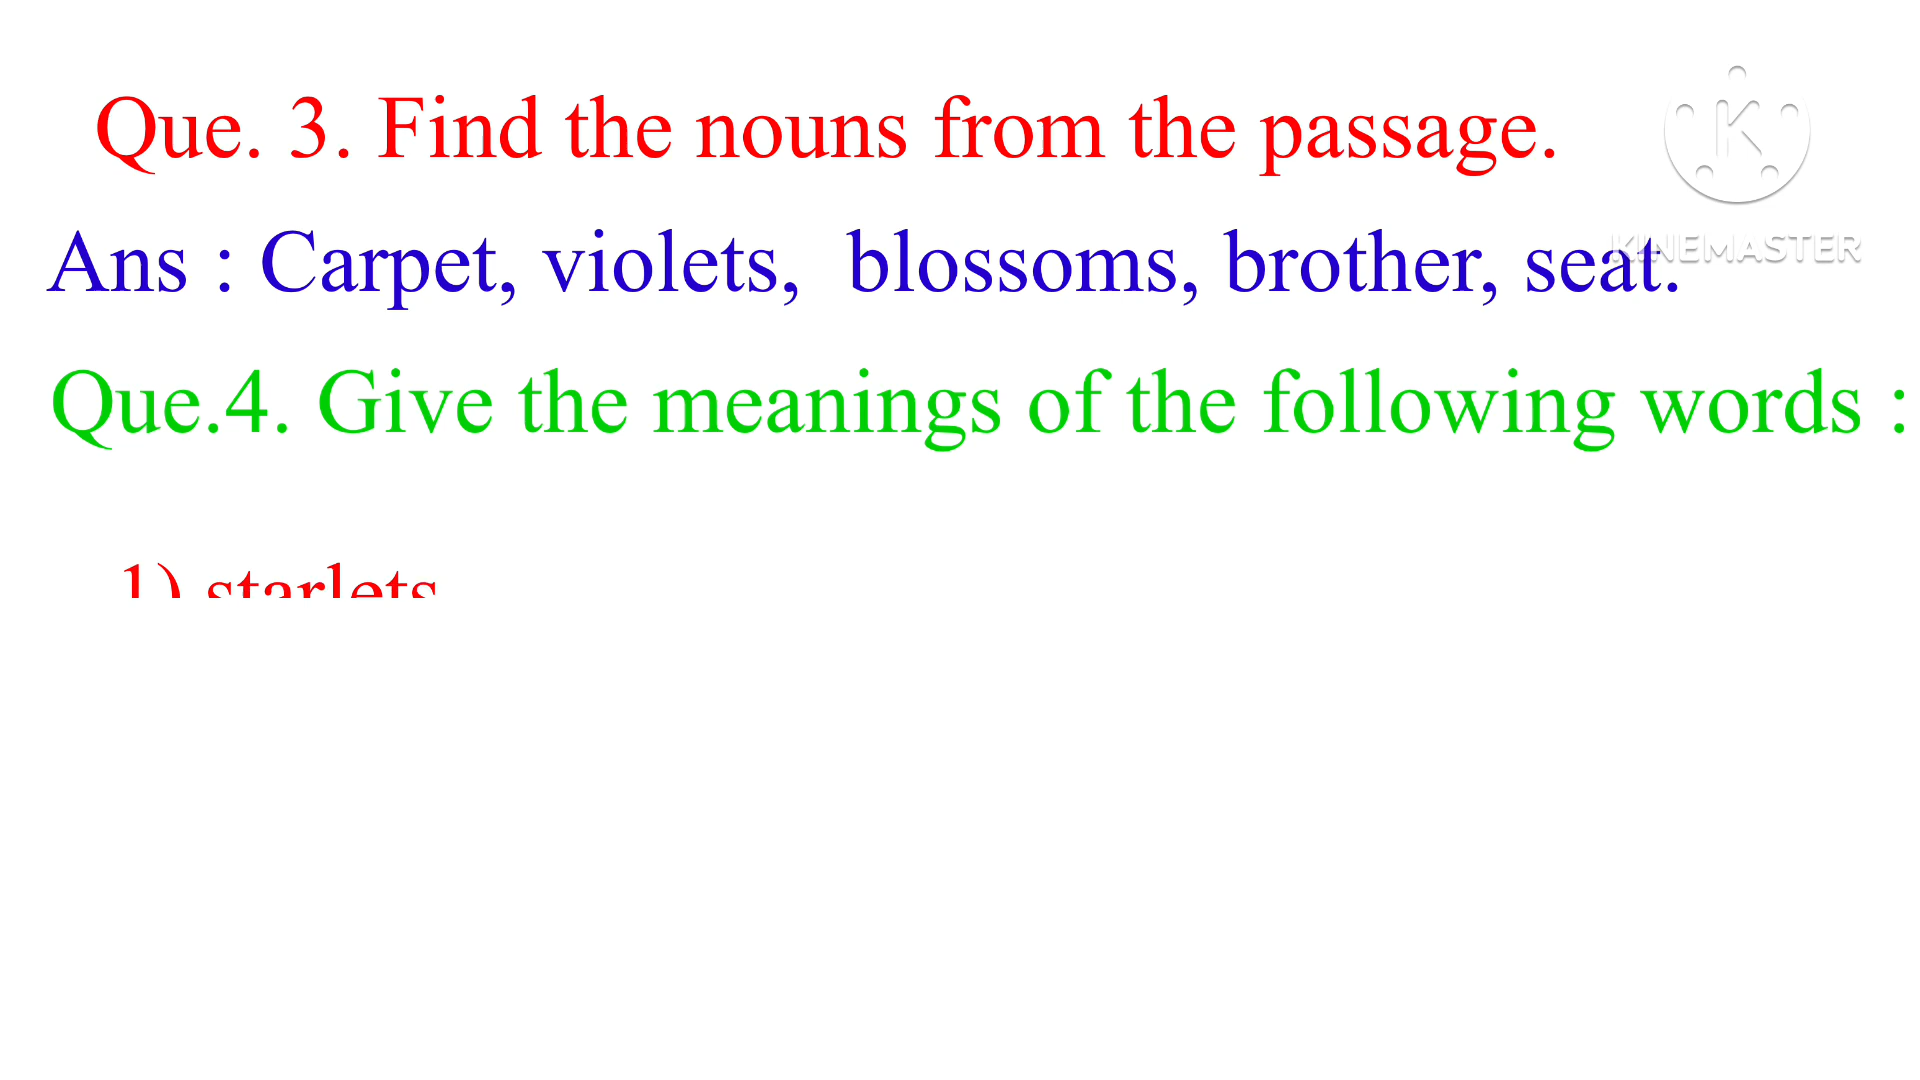 Que. 3. Find the nouns from the passage.
KINEMASTER
Ans : Carpet, violets, blossoms, brother, seat.
Que.4. Give the meanings of the following words :
1) starlets